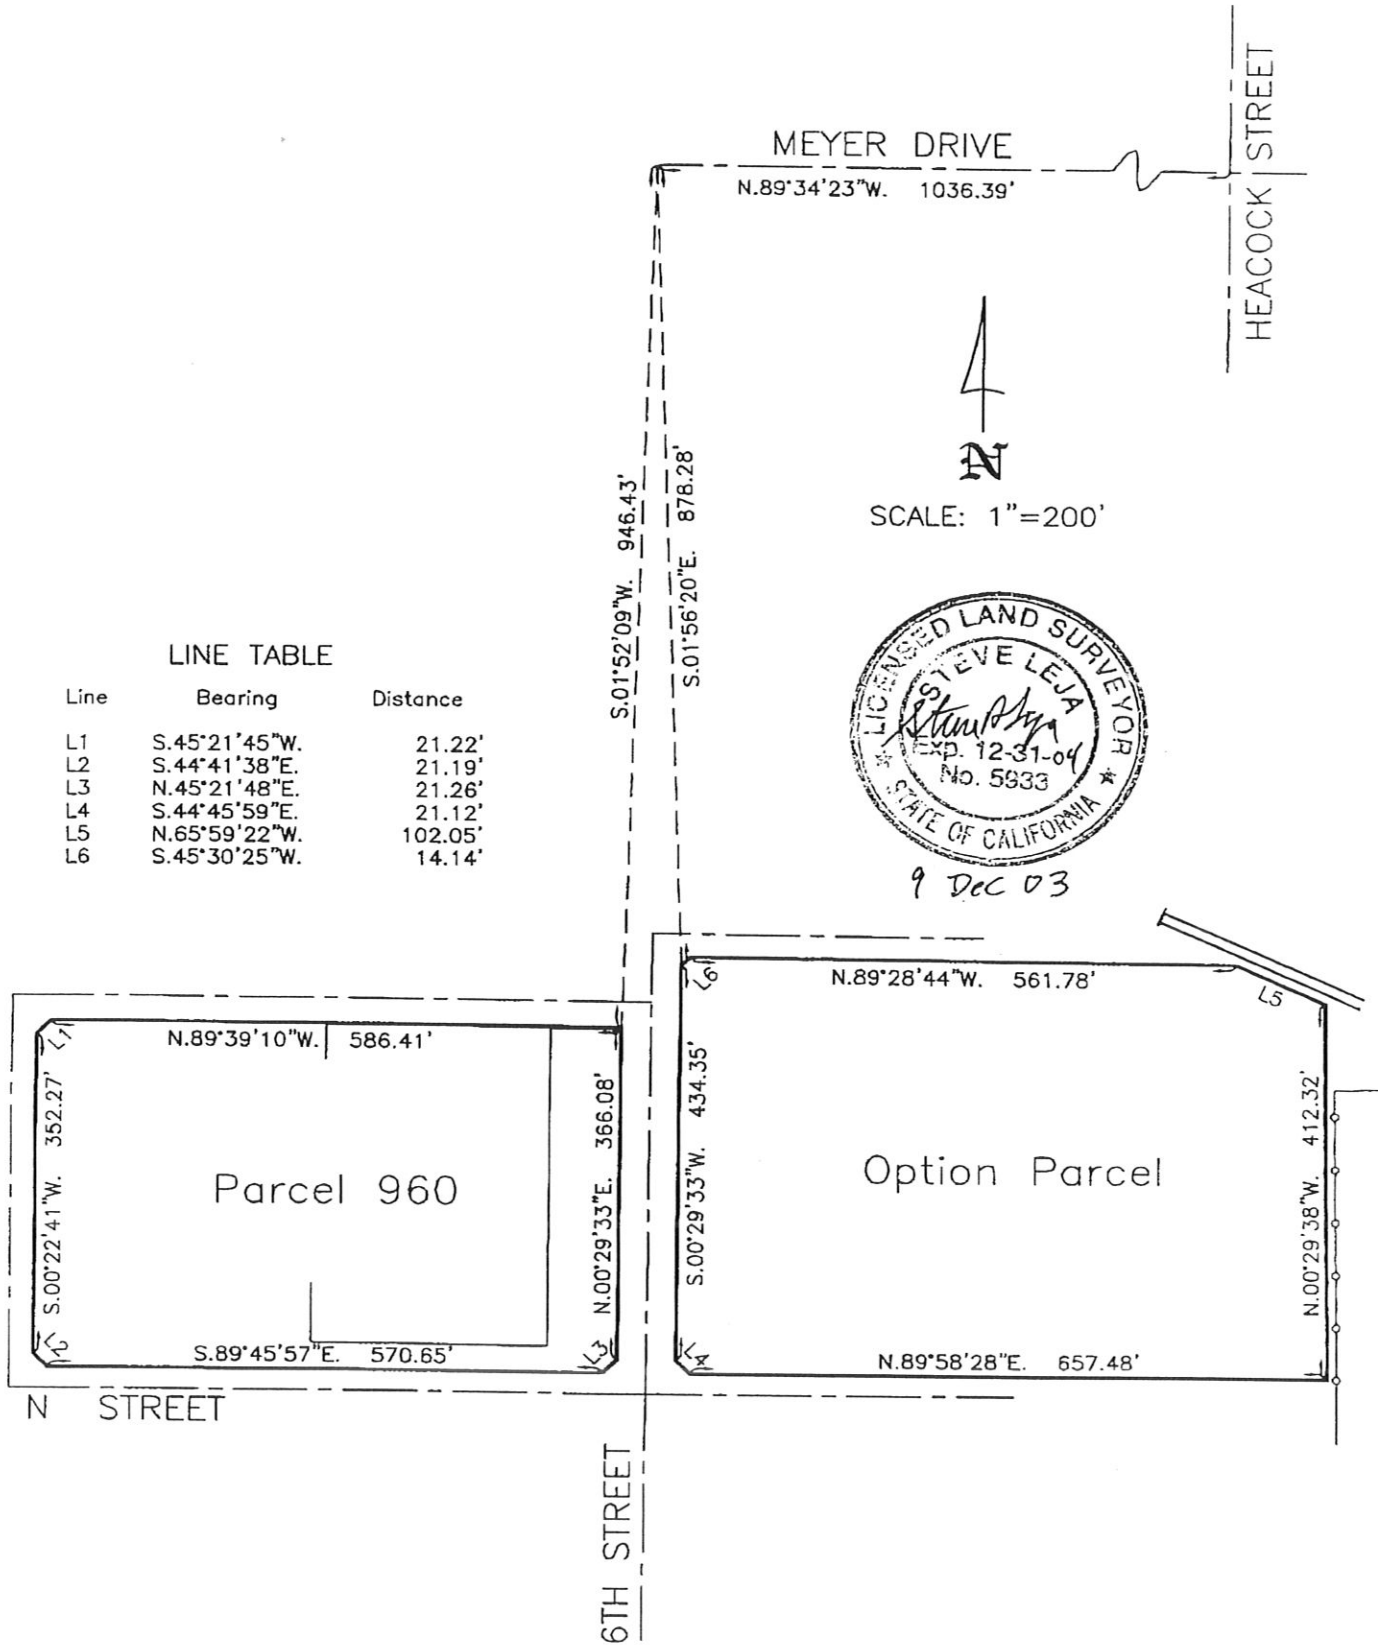 HEACOCK STREET
MEYER DRIVE
N.89°34'23"W. 1036.39'
N
SCALE: 1"=200'
S.01°52'09"W. 946.43'
S.01°56'20"E. 878.28'
LICENSED LAND SURVEYOR
STEVE LEJA
Exp. 12-31-04
No. 5933
★ STATE OF CALIFORNIA ★
9 Dec 03
LINE TABLE
Line Bearing Distance
L1 S.45°21'45"W. 21.22'
L2 S.44°41'38"E. 21.19'
L3 N.45°21'48"E. 21.26'
L4 S.44°45'59"E. 21.12'
L5 N.65°59'22"W. 102.05'
L6 S.45°30'25"W. 14.14'
L6
N.89°28'44"W. 561.78'
L5
L1
N.89°39'10"W. 586.41'
S.00°22'41"W. 352.27'
Parcel 960
N.00°29'33"E. 366.08'
S.00°29'33"W. 434.35'
Option Parcel
N.00°29'38"W. 412.32'
L2
S.89°45'57"E. 570.65'
L3
L4
N.89°58'28"E. 657.48'
N STREET
6TH STREET